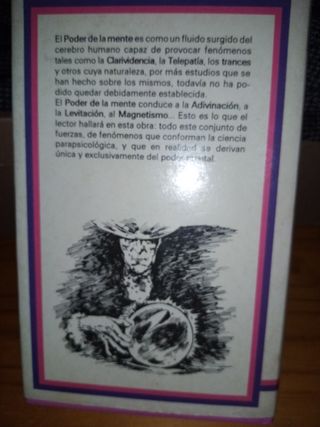 El Poder de la mente es como un fluido surgido del
cerebro humano capaz de provocar fenómenos
tales como la Clarividencia, la Telepatía, los trances
y otros cuya naturaleza, por más estudios que se
han hecho sobre los mismos, todavía no ha po-
dido quedar debidamente establecida.
El Poder de la mente conduce a la Adivinación, a
la Levitación, al Magnetismo... Esto es lo que el
lector hallará en esta obra: todo este conjunto de
fuerzas, de fenómenos que conforman la ciencia
parapsicológica, y que en realidad se derivan
única y exclusivamente del poder mental.